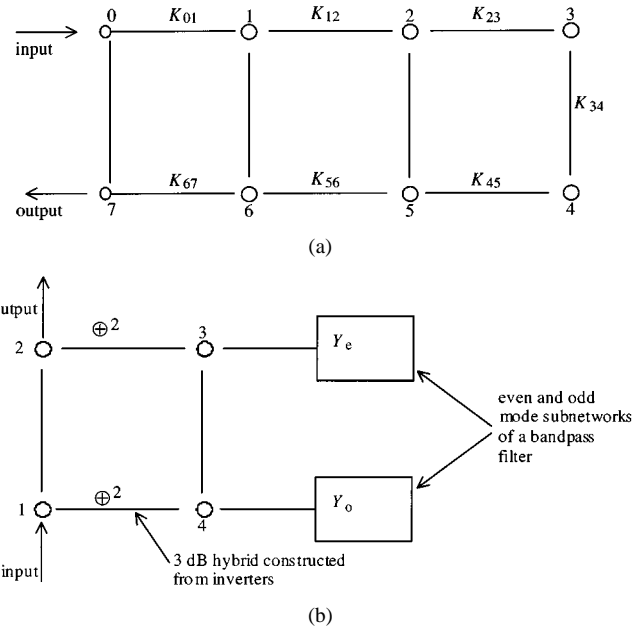 0 K01 1 K12 2 K23 3
input
K34
K67 K56 K45
output 7 6 5 4
(a)
utput
⊕2
2 3 Ye
even and odd
mode subnetworks
of a bandpass
filter
⊕2
1 4 Yo
3 dB hybrid constructed
from inverters
input
(b)